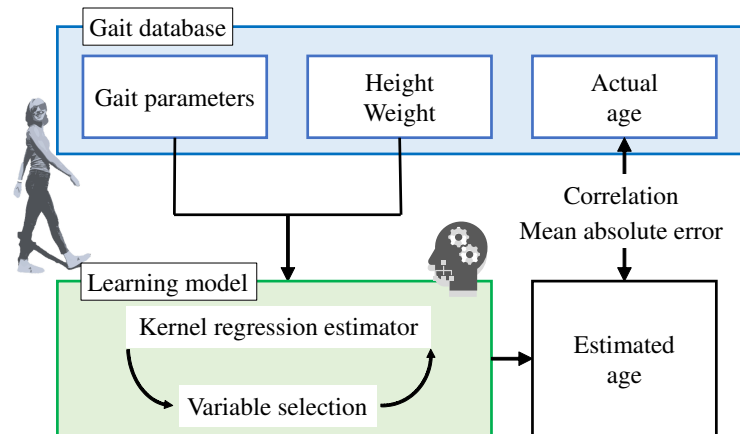 Gait database
Gait parameters
Height
Weight
Actual
age
Correlation
Mean absolute error
Learning model
Kernel regression estimator
Variable selection
Estimated
age